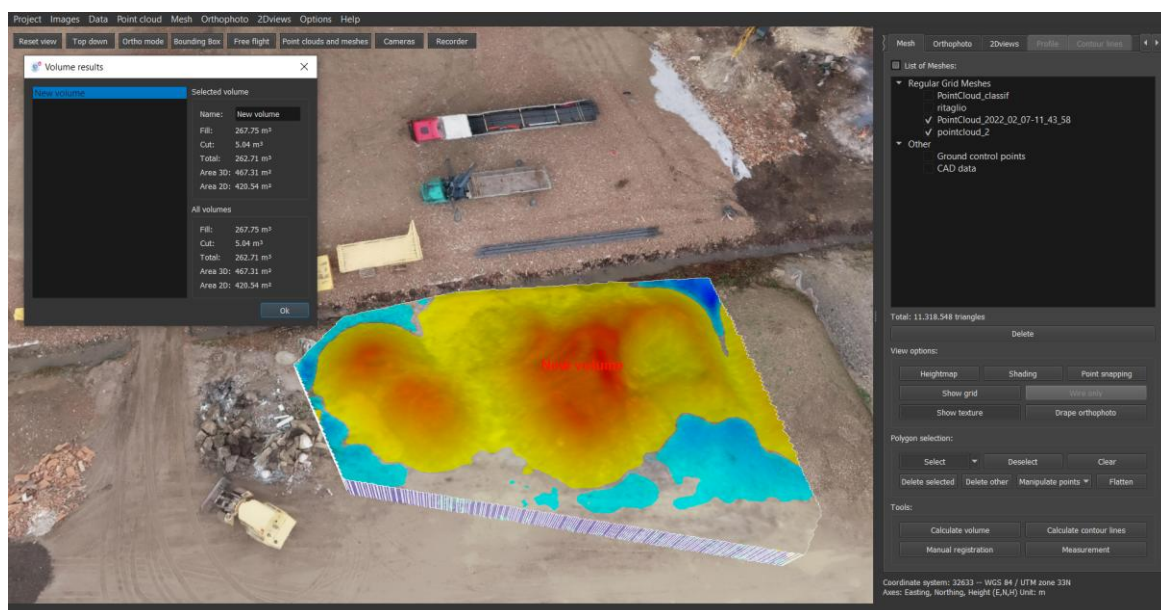 Project Images Data Point cloud Mesh Orthophoto 2Dviews Options Help
Reset view Top down Ortho mode Bounding Box Free flight Point clouds and meshes Cameras Recorder
Volume results
New volume
Selected volume
Name: New volume
Fill: 267.75 m³
Cut: 5.04 m³
Total: 262.71 m³
Area 3D: 467.31 m²
Area 2D: 420.54 m²
All volumes
Fill: 267.75 m³
Cut: 5.04 m³
Total: 262.71 m³
Area 3D: 467.31 m²
Area 2D: 420.54 m²
Ok
New volume
Mesh Orthophoto 2Dviews Profile Contour lines
List of Meshes:
Regular Grid Meshes
PointCloud_classif
ritaglio
PointCloud_2022_02_07-11_43_58
pointcloud_2
Other
Ground control points
CAD data
Total: 11.318.548 triangles
Delete
View options:
Heightmap Shading Point snapping
Show grid Wire only
Show texture Drape orthophoto
Polygon selection:
Select Deselect Clear
Delete selected Delete other Manipulate points Flatten
Tools:
Calculate volume Calculate contour lines
Manual registration Measurement
Coordinate system: 32633 -- WGS 84 / UTM zone 33N
Axes: Easting, Northing, Height (E,N,H) Unit: m